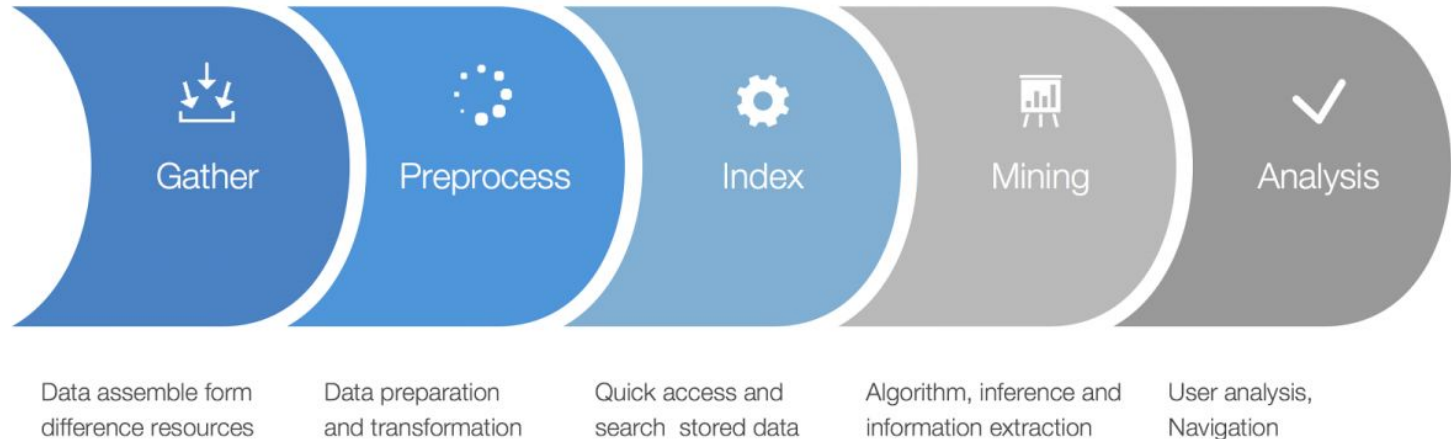 Gather
Preprocess
Index
Mining
Analysis
Data assemble form
difference resources
Data preparation
and transformation
Quick access and
search stored data
Algorithm, inference and
information extraction
User analysis,
Navigation